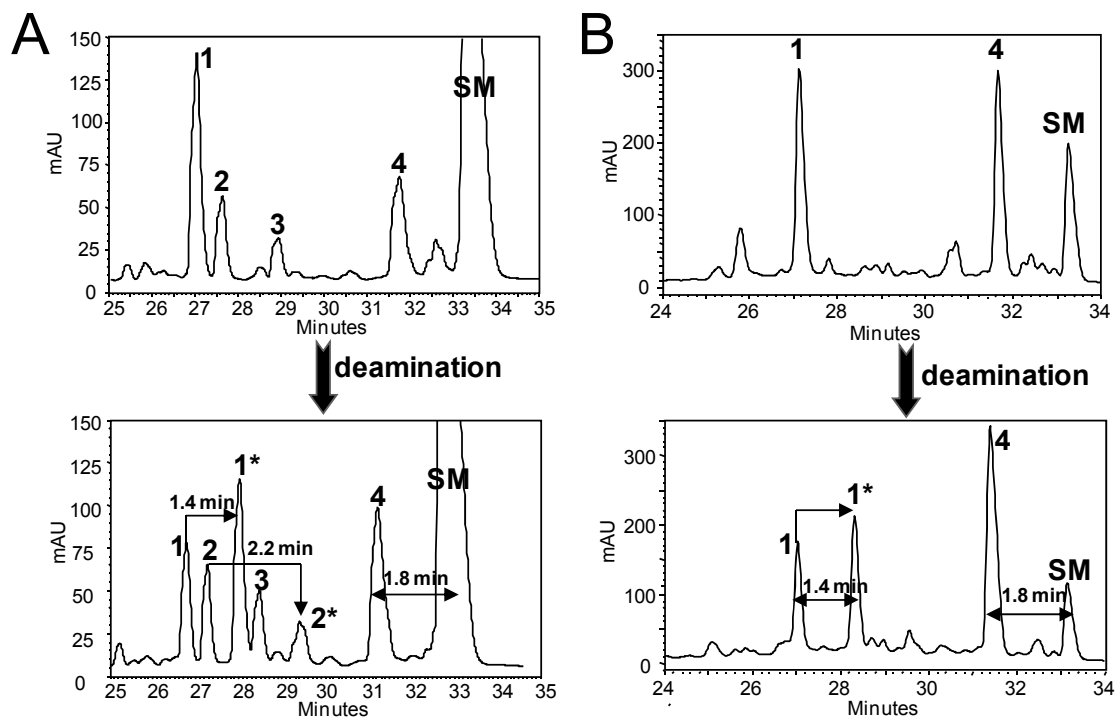 A
150
125
100
75
50
25
0
mAU
1
2
3
4
SM
25 26 27 28 29 30 31 32 33 34 35
Minutes
deamination
150
125
100
75
50
25
0
mAU
1
2
1*
3
2*
4
SM
1.4 min
2.2 min
1.8 min
25 26 27 28 29 30 31 32 33 34 35
Minutes
B
300
200
100
0
mAU
1
4
SM
24 26 28 30 32 34
Minutes
deamination
300
200
100
0
mAU
1
1*
4
SM
1.4 min
1.8 min
24 26 28 30 32 34
Minutes